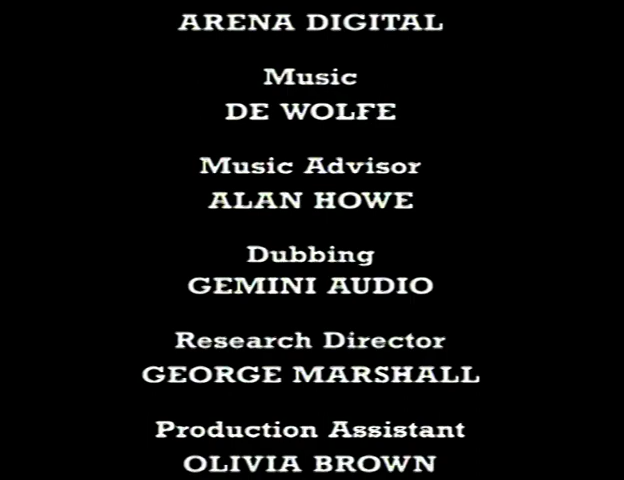 ARENA DIGITAL
Music
DE WOLFE
Music Advisor
ALAN HOWE
Dubbing
GEMINI AUDIO
Research Director
GEORGE MARSHALL
Production Assistant
OLIVIA BROWN